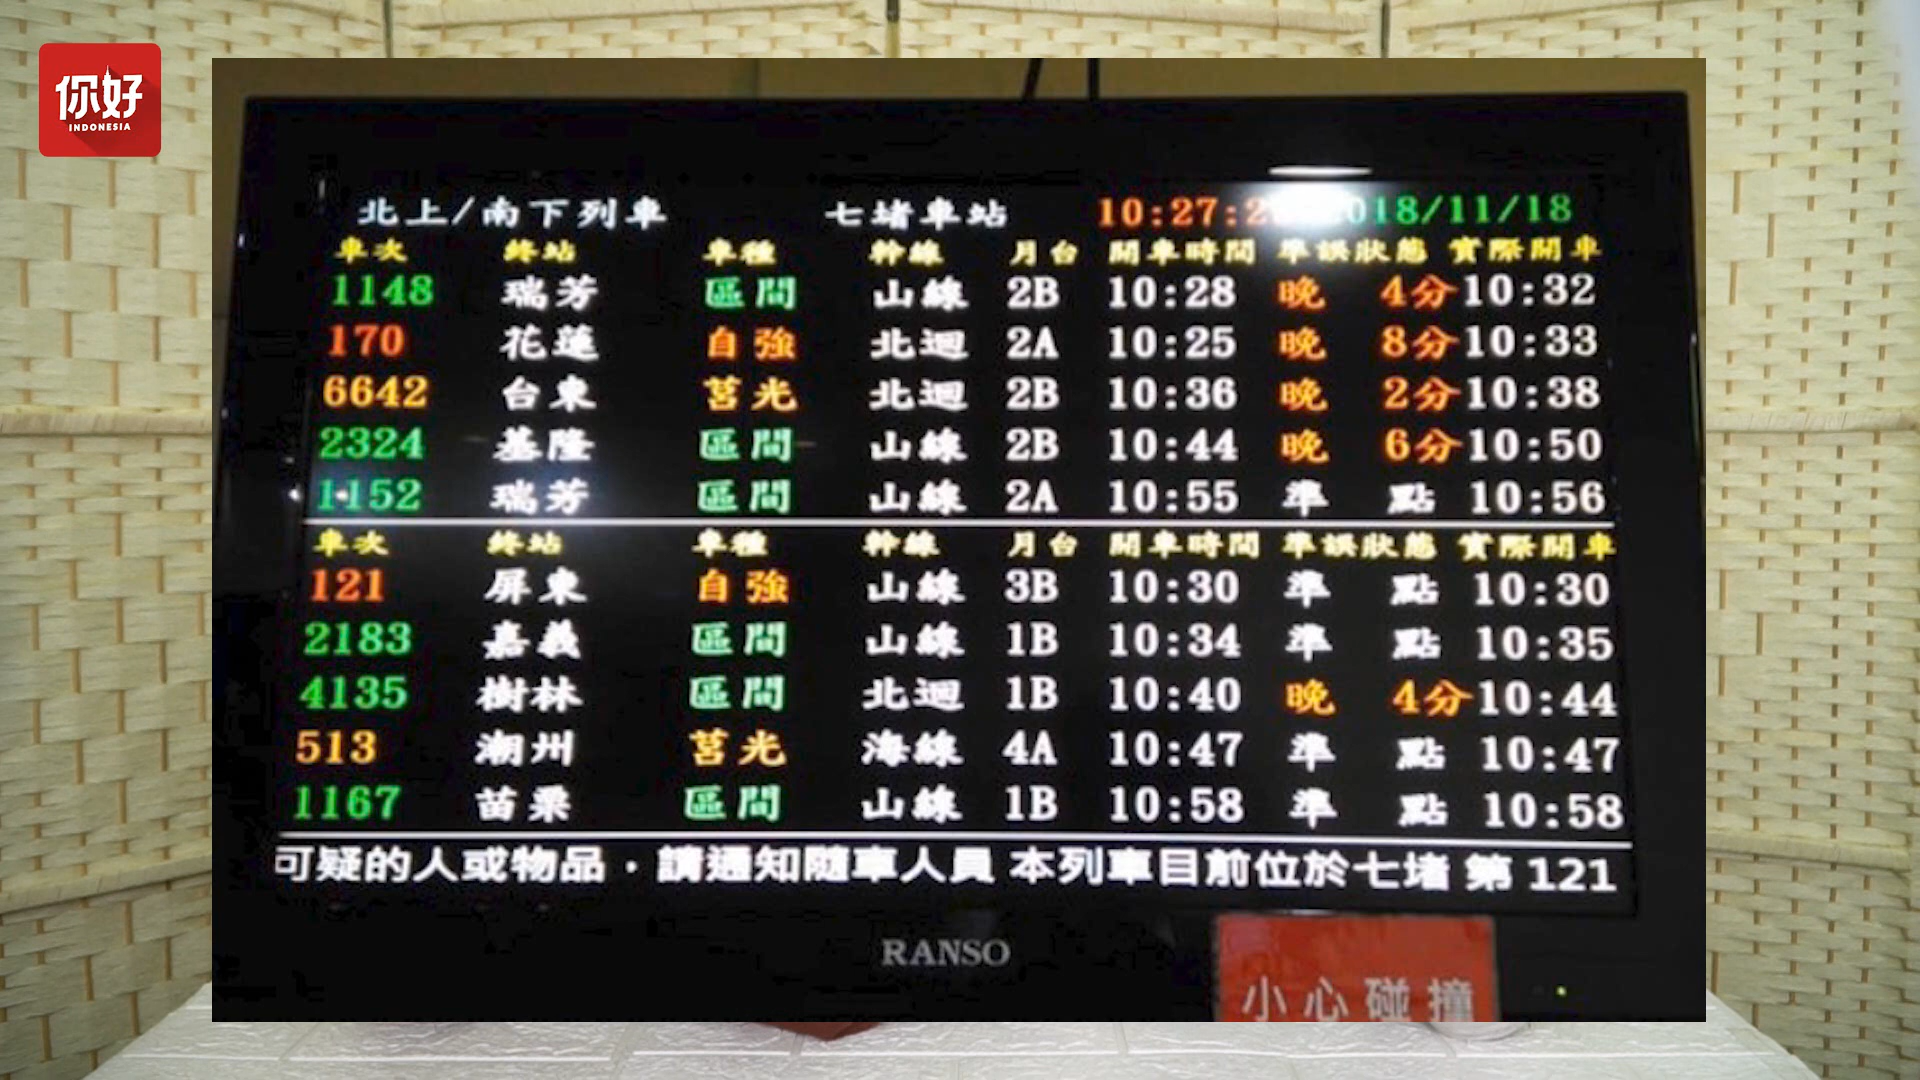 你好
INDONESIA
北上/南下列車 七堵車站 10:27:2 018/11/18
車次 終站 車種 幹線 月台 開車時間 準誤狀態 實際開車
1148 瑞芳 區間 山線 2B 10:28 晚 4分 10:32
170 花蓮 自強 北迴 2A 10:25 晚 8分 10:33
6642 台東 莒光 北迴 2B 10:36 晚 2分 10:38
2324 基隆 區間 山線 2B 10:44 晚 6分 10:50
1152 瑞芳 區間 山線 2A 10:55 準點 10:56
車次 終站 車種 幹線 月台 開車時間 準誤狀態 實際開車
121 屏東 自強 山線 3B 10:30 準點 10:30
2183 嘉義 區間 山線 1B 10:34 準點 10:35
4135 樹林 區間 北迴 1B 10:40 晚 4分 10:44
513 潮州 莒光 海線 4A 10:47 準點 10:47
1167 苗栗 區間 山線 1B 10:58 準點 10:58
可疑的人或物品・請通知隨車人員 本列車目前位於七堵 第 121
RANSO
小心碰撞